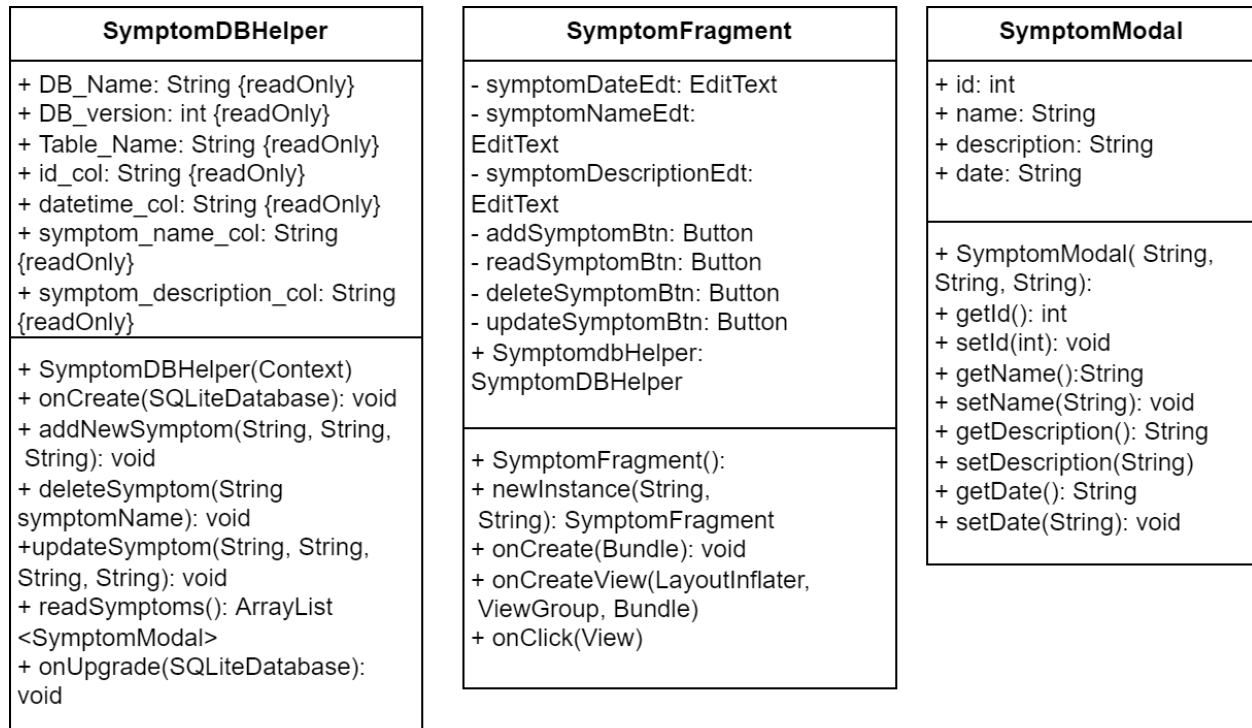 SymptomDBHelper
+ DB_Name: String {readOnly}
+ DB_version: int {readOnly}
+ Table_Name: String {readOnly}
+ id_col: String {readOnly}
+ datetime_col: String {readOnly}
+ symptom_name_col: String
{readOnly}
+ symptom_description_col: String
{readOnly}
+ SymptomDBHelper(Context)
+ onCreate(SQLiteDatabase): void
+ addNewSymptom(String, String,
String): void
+ deleteSymptom(String
symptomName): void
+updateSymptom(String, String,
String, String): void
+ readSymptoms(): ArrayList
<SymptomModal>
+ onUpgrade(SQLiteDatabase):
void
SymptomFragment
- symptomDateEdt: EditText
- symptomNameEdt:
EditText
- symptomDescriptionEdt:
EditText
- addSymptomBtn: Button
- readSymptomBtn: Button
- deleteSymptomBtn: Button
- updateSymptomBtn: Button
+ SymptomdbHelper:
SymptomDBHelper
+ SymptomFragment():
+ newInstance(String,
String): SymptomFragment
+ onCreate(Bundle): void
+ onCreateView(LayoutInflater,
ViewGroup, Bundle)
+ onClick(View)
SymptomModal
+ id: int
+ name: String
+ description: String
+ date: String
+ SymptomModal( String,
String, String):
+ getId(): int
+ setId(int): void
+ getName():String
+ setName(String): void
+ getDescription(): String
+ setDescription(String)
+ getDate(): String
+ setDate(String): void